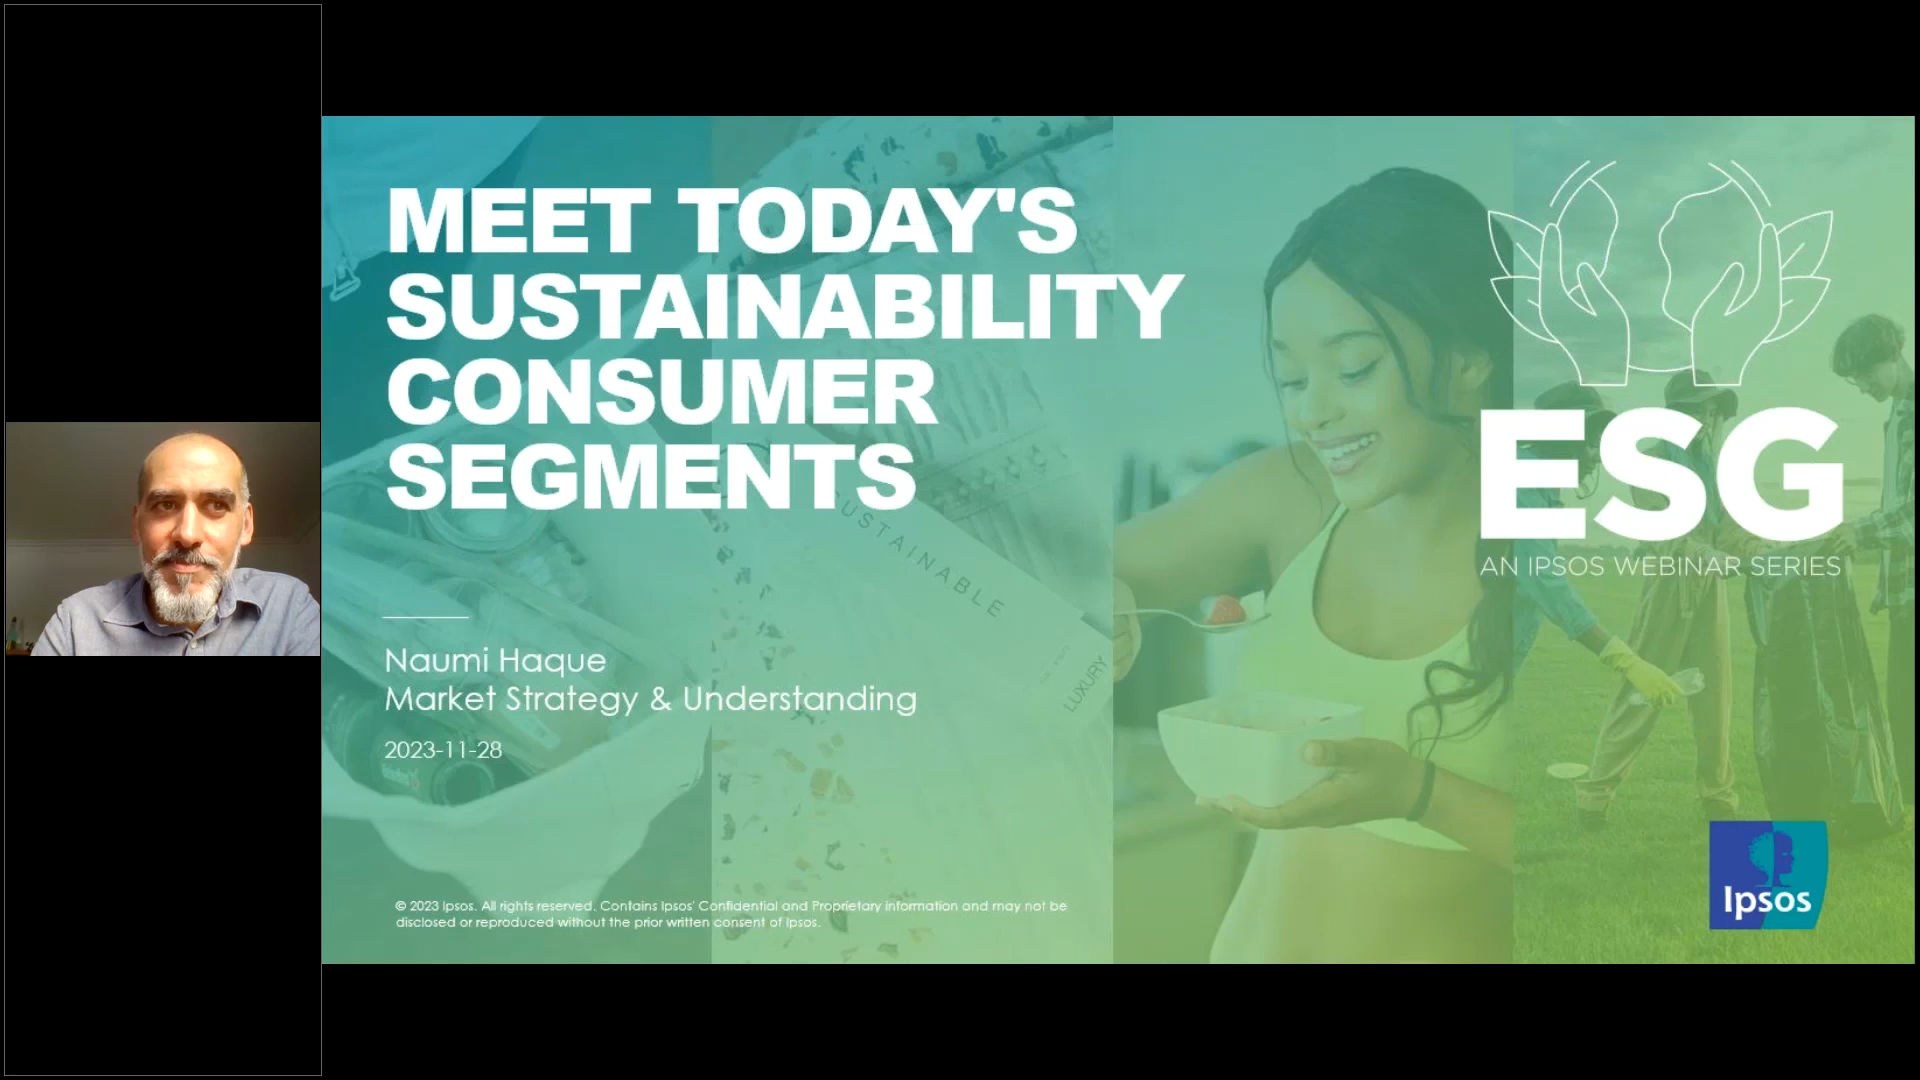 MEET TODAY'S
SUSTAINABILITY
CONSUMER
SEGMENTS
ESG
AN IPSOS WEBINAR SERIES
SUSTAINABLE
LUXURY
Naumi Haque
Market Strategy & Understanding
2023-11-28
© 2023 Ipsos. All rights reserved. Contains Ipsos' Confidential and Proprietary information and may not be
disclosed or reproduced without the prior written consent of Ipsos.
Ipsos